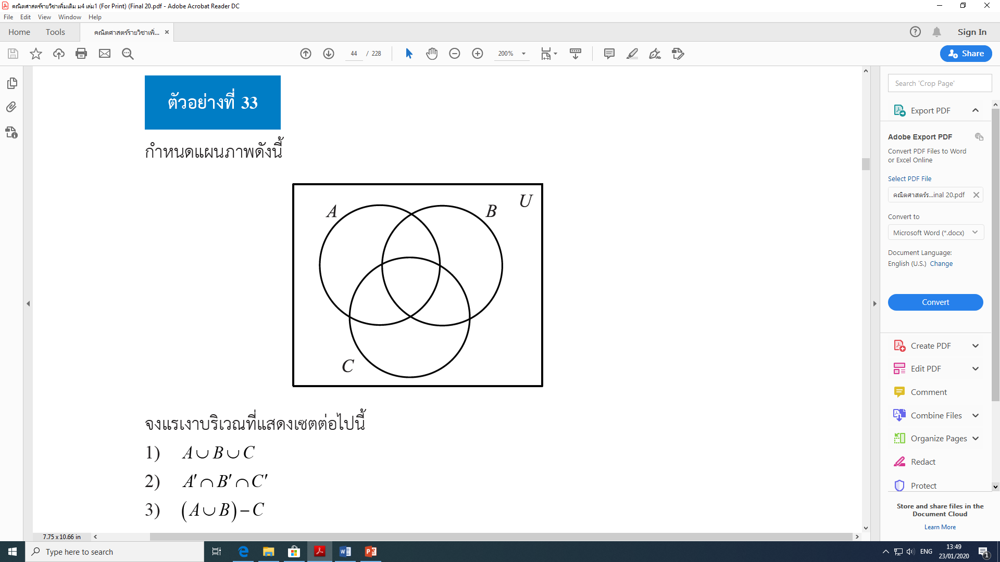 คณิตศาสตร์รายวิชาเพิ่มเติม ม4 เล่ม1 (For Print) (Final 20.pdf - Adobe Acrobat Reader DC
File Edit View Window Help
Home Tools คณิตศาสตร์รายวิชาเพิ่... Sign In
44 / 228 200% Share
ตัวอย่างที่ 33
กำหนดแผนภาพดังนี้
U
A B
C
จงแรเงาบริเวณที่แสดงเซตต่อไปนี้
1) A ∪ B ∪ C
2) A′ ∩ B′ ∩ C′
3) (A ∪ B) − C
7.75 x 10.66 in
Search 'Crop Page'
Export PDF
Adobe Export PDF
Convert PDF Files to Word
or Excel Online
Select PDF File
คณิตศาสตร์ร...inal 20.pdf
Convert to
Microsoft Word (*.docx)
Document Language:
English (U.S.) Change
Convert
Create PDF
Edit PDF
Comment
Combine Files
Organize Pages
Redact
Protect
Store and share files in the
Document Cloud
Learn More
Type here to search
ENG
13:49
23/01/2020
1